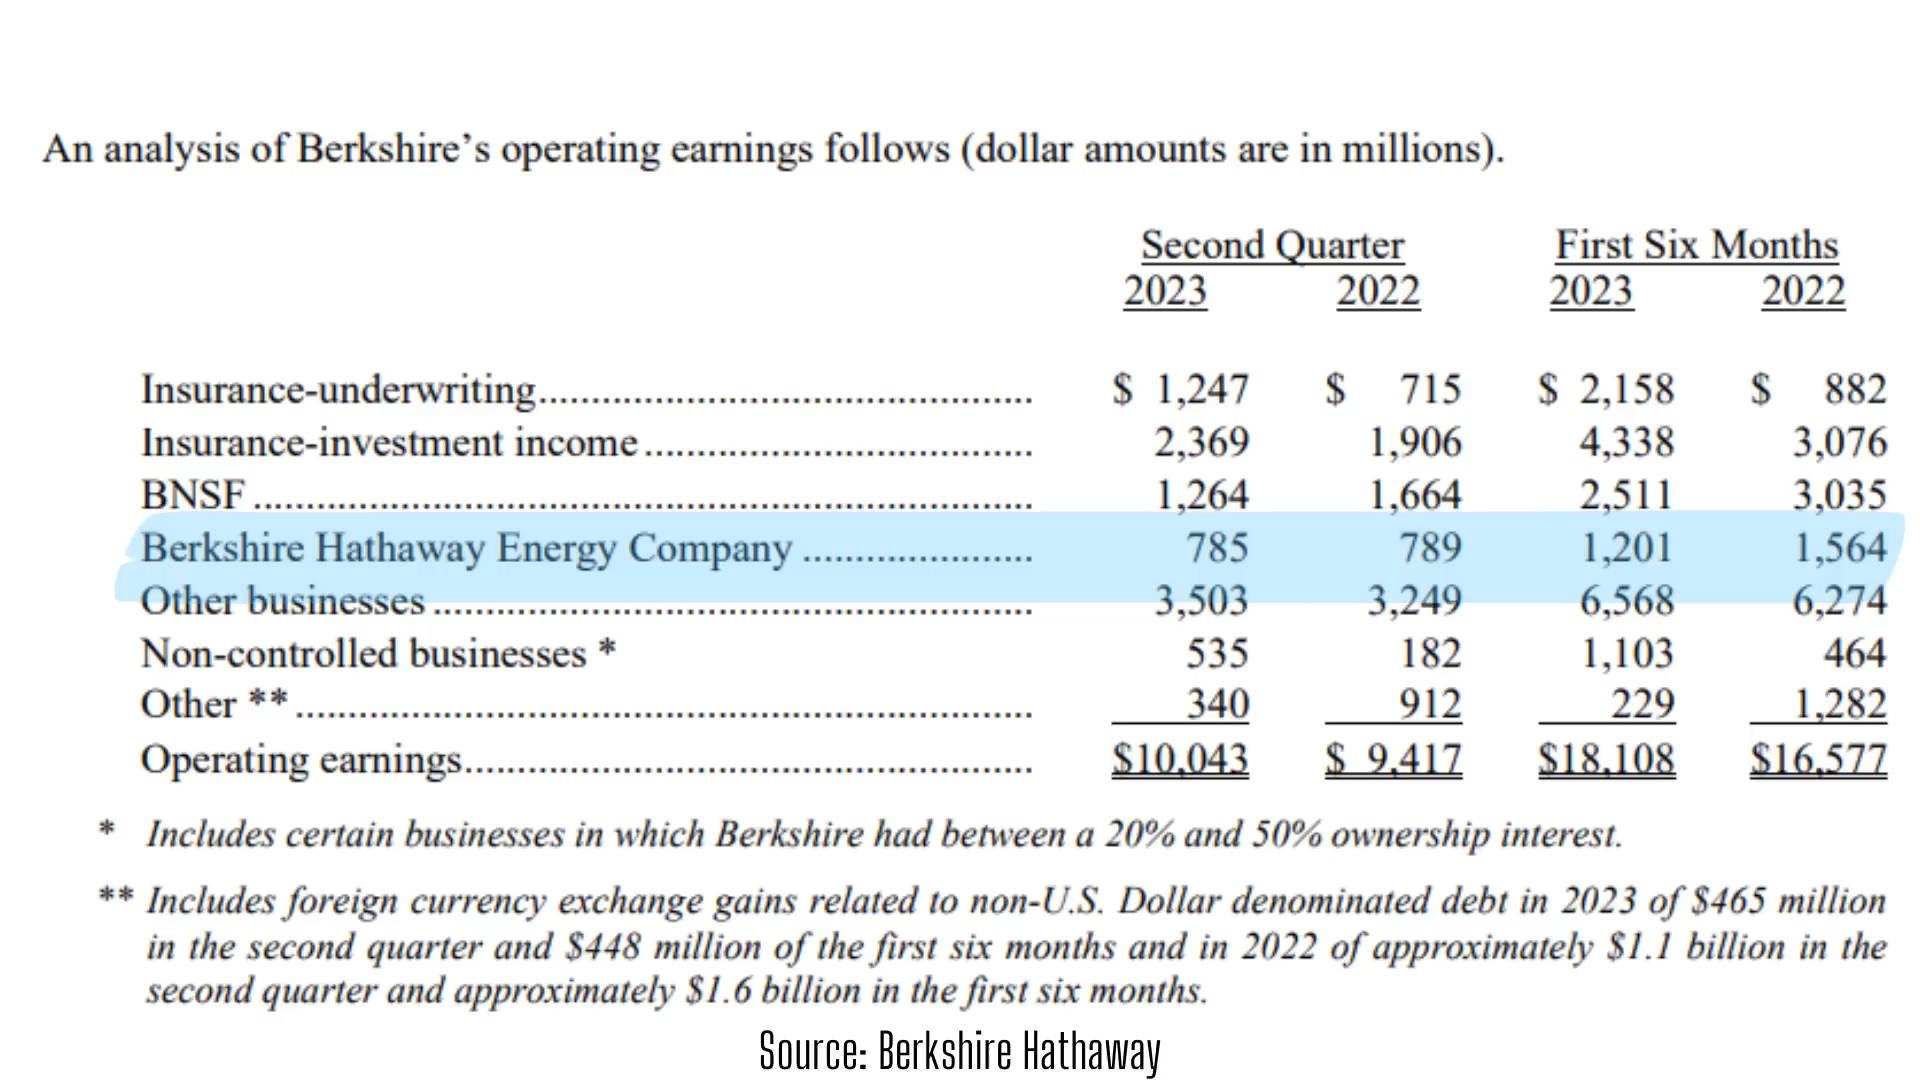 An analysis of Berkshire’s operating earnings follows (dollar amounts are in millions).
Second Quarter First Six Months
2023 2022 2023 2022
Insurance-underwriting................................................ $ 1,247 $ 715 $ 2,158 $ 882
Insurance-investment income...................................... 2,369 1,906 4,338 3,076
BNSF........................................................................... 1,264 1,664 2,511 3,035
Berkshire Hathaway Energy Company...................... 785 789 1,201 1,564
Other businesses.......................................................... 3,503 3,249 6,568 6,274
Non-controlled businesses * 535 182 1,103 464
Other **....................................................................... 340 912 229 1,282
Operating earnings....................................................... $10,043 $ 9,417 $18,108 $16,577
* Includes certain businesses in which Berkshire had between a 20% and 50% ownership interest.
** Includes foreign currency exchange gains related to non-U.S. Dollar denominated debt in 2023 of $465 million
in the second quarter and $448 million of the first six months and in 2022 of approximately $1.1 billion in the
second quarter and approximately $1.6 billion in the first six months.
Source: Berkshire Hathaway